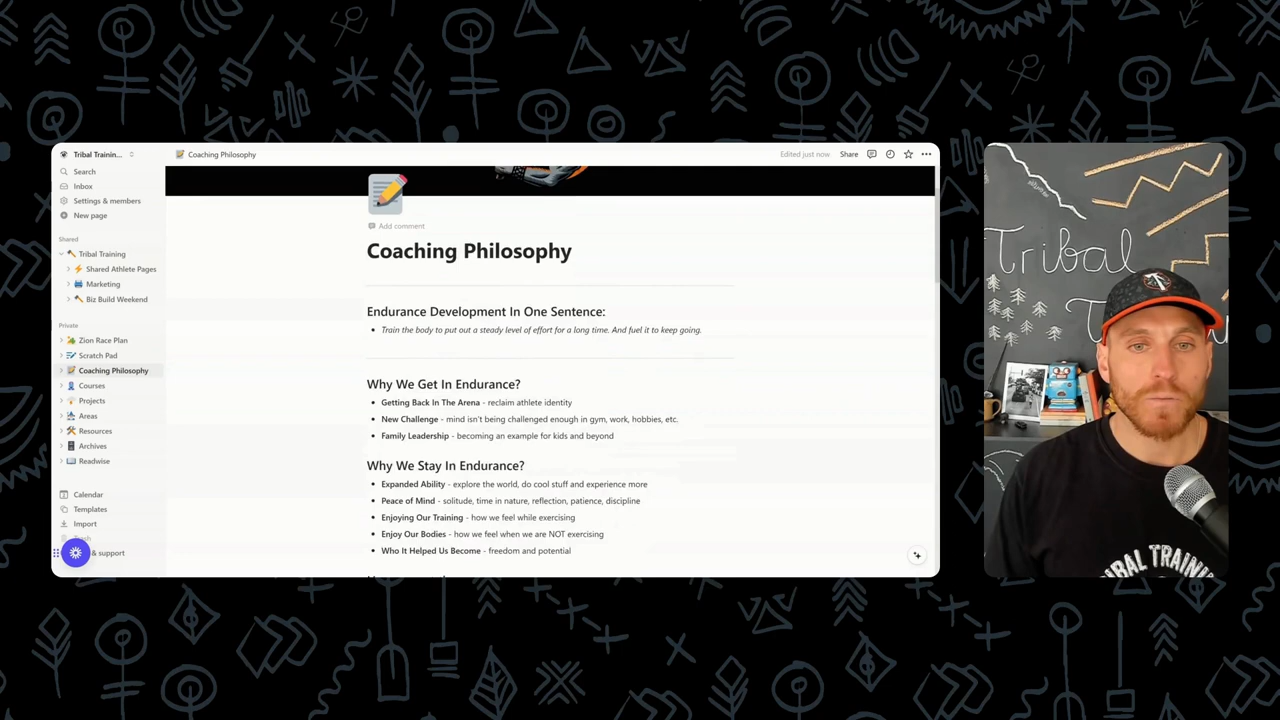 Tribal Trainin...
Coaching Philosophy
Edited just now
Share
Search
Inbox
Settings & members
New page
Shared
Tribal Training
Shared Athlete Pages
Marketing
Biz Build Weekend
Private
Zion Race Plan
Scratch Pad
Coaching Philosophy
Courses
Projects
Areas
Resources
Archives
Readwise
Calendar
Templates
Import
Trash
& support
Add comment
Coaching Philosophy
Endurance Development In One Sentence:
• Train the body to put out a steady level of effort for a long time. And fuel it to keep going.
Why We Get In Endurance?
• Getting Back In The Arena - reclaim athlete identity
• New Challenge - mind isn't being challenged enough in gym, work, hobbies, etc.
• Family Leadership - becoming an example for kids and beyond
Why We Stay In Endurance?
• Expanded Ability - explore the world, do cool stuff and experience more
• Peace of Mind - solitude, time in nature, reflection, patience, discipline
• Enjoying Our Training - how we feel while exercising
• Enjoy Our Bodies - how we feel when we are NOT exercising
• Who It Helped Us Become - freedom and potential
Tribal
TRIBAL TRAINING